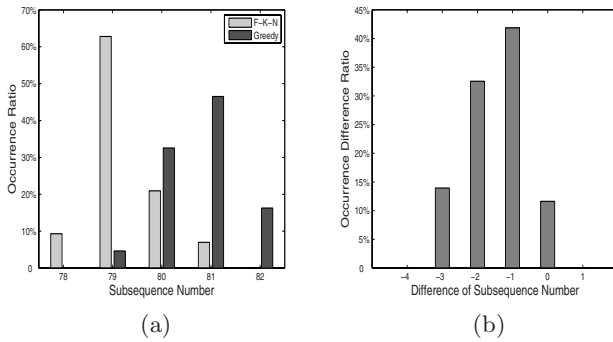 70%
60%
50%
40%
30%
20%
10%
0%
Occurrence Ratio
F-K-N
Greedy
78 79 80 81 82
Subsequence Number
(a)
45%
40%
35%
30%
25%
20%
15%
10%
5%
0%
Occurrence Difference Ratio
-4 -3 -2 -1 0 1
Difference of Subsequence Number
(b)